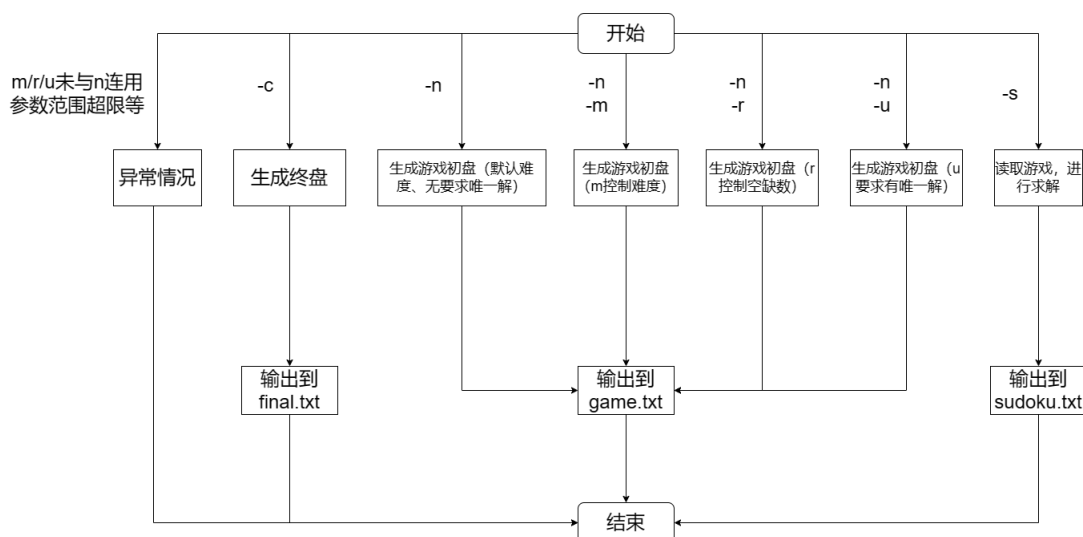 开始
m/r/u未与n连用
参数范围超限等
-c
-n
-n
-m
-n
-r
-n
-u
-s
异常情况
生成终盘
生成游戏初盘（默认难
度、无要求唯一解）
生成游戏初盘
（m控制难度）
生成游戏初盘（r
控制空缺数）
生成游戏初盘（u
要求有唯一解）
读取游戏，进
行求解
输出到
final.txt
输出到
game.txt
输出到
sudoku.txt
结束